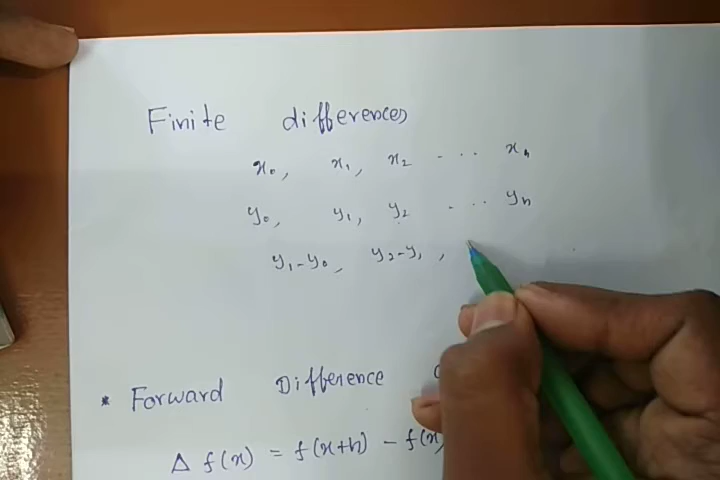 Finite differences
x₀, x₁, x₂ - ... xₙ
y₀, y₁, y₂ - .. yₙ
y₁-y₀, y₂-y₁,
* Forward Difference
Δ f(x) = f(x+h) - f(x